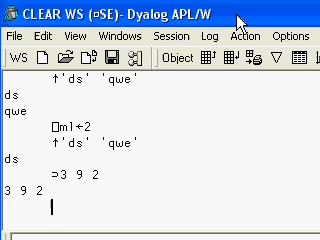 CLEAR WS (⎕SE)- Dyalog APL/W
File Edit View Windows Session Log Action Options
WS Object
↑'ds' 'qwe'
ds
qwe
⎕ml←2
↑'ds' 'qwe'
ds
⊃3 9 2
3 9 2